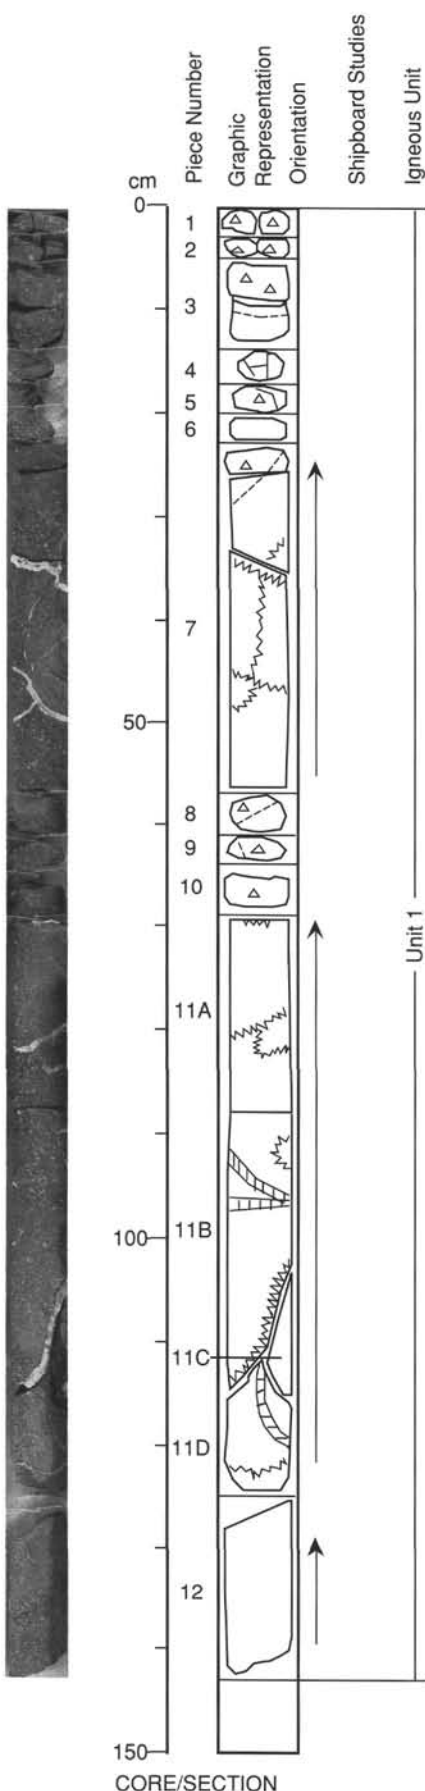 cm
Piece Number
Graphic
Representation
Orientation
Shipboard Studies
Igneous Unit
0
1
2
3
4
5
6
7
50
8
9
10
11A
Unit 1
11B
100
11C
11D
12
150
CORE/SECTION